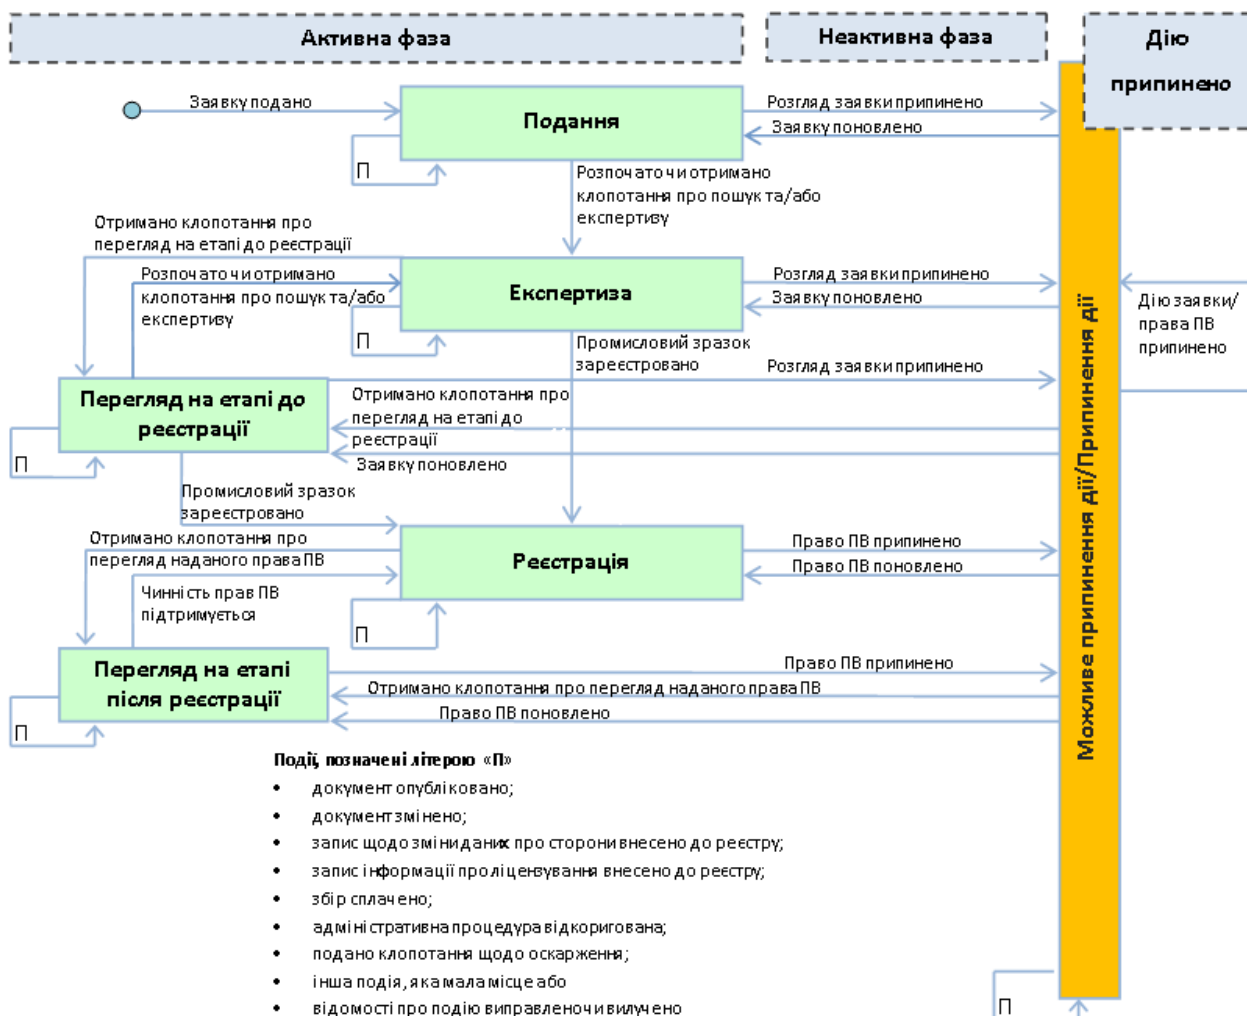 Активна фаза
Неактивна фаза
Дію
припинено
Заявку подано
Подання
Розгляд заявки припинено
Заявку поновлено
П
Розпочато чи отримано
клопотання про пошук та/або
експертизу
Отримано клопотання про
перегляд на етапі до реєстрації
Розпочато чи отримано
клопотання про пошук та/або
експертизу
Експертиза
Розгляд заявки припинено
Заявку поновлено
Дію заявки/
права ПВ
припинено
П
Промисловий зразок
зареєстровано
Розгляд заявки припинено
Перегляд на етапі до
реєстрації
Отримано клопотання про
перегляд на етапі до
реєстрації
Заявку поновлено
П
Промисловий зразок
зареєстровано
Отримано клопотання про
перегляд наданого права ПВ
Реєстрація
Право ПВ припинено
Право ПВ поновлено
Чинність прав ПВ
підтримується
П
Перегляд на етапі
після реєстрації
Право ПВ припинено
Отримано клопотання про перегляд наданого права ПВ
Право ПВ поновлено
П
Можливе припинення дії/Припинення дії
Події, позначені літерою «П»
• документ опубліковано;
• документ змінено;
• запис щодо зміни даних про сторони внесено до реєстру;
• запис інформації про ліцензування внесено до реєстру;
• збір сплачено;
• адміністративна процедура відкоригована;
• подано клопотання щодо оскарження;
• інша подія, яка мала місце або
• відомості про подію виправлено чи вилучено
П